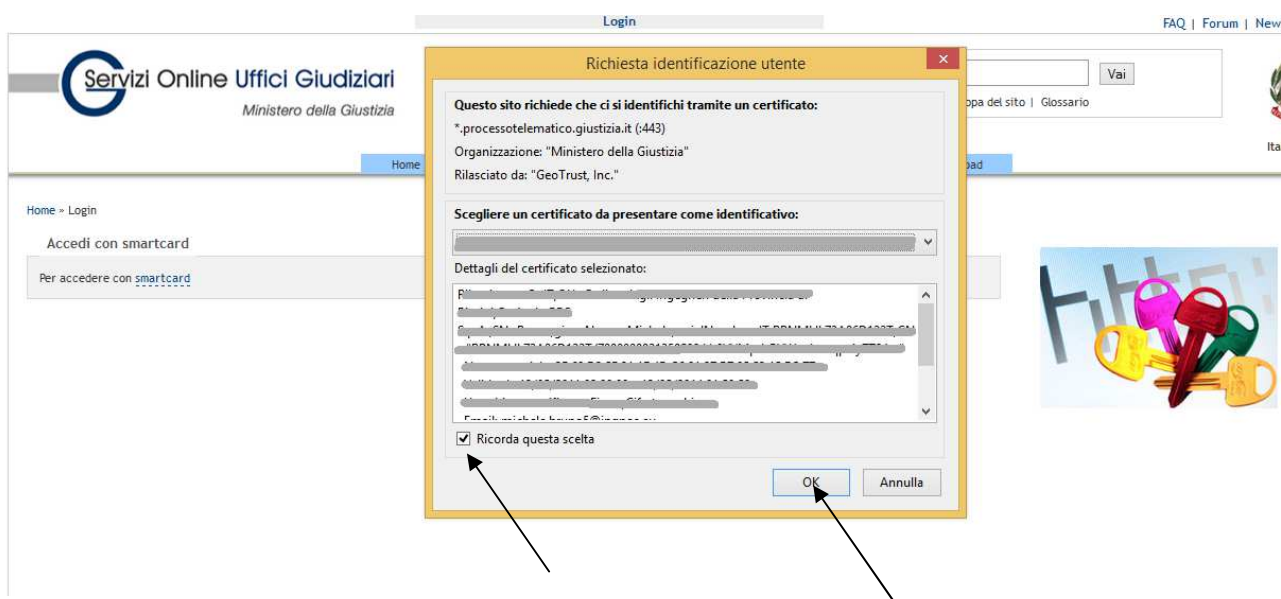 Login
FAQ | Forum | New
Servizi Online Uffici Giudiziari
Ministero della Giustizia
Vai
ppa del sito | Glossario
Ita
Home
oad
Home » Login
Accedi con smartcard
Per accedere con smartcard
Richiesta identificazione utente
Questo sito richiede che ci si identifichi tramite un certificato:
*.processotelematico.giustizia.it (:443)
Organizzazione: "Ministero della Giustizia"
Rilasciato da: "GeoTrust, Inc."
Scegliere un certificato da presentare come identificativo:
Dettagli del certificato selezionato:
Ricorda questa scelta
OK
Annulla